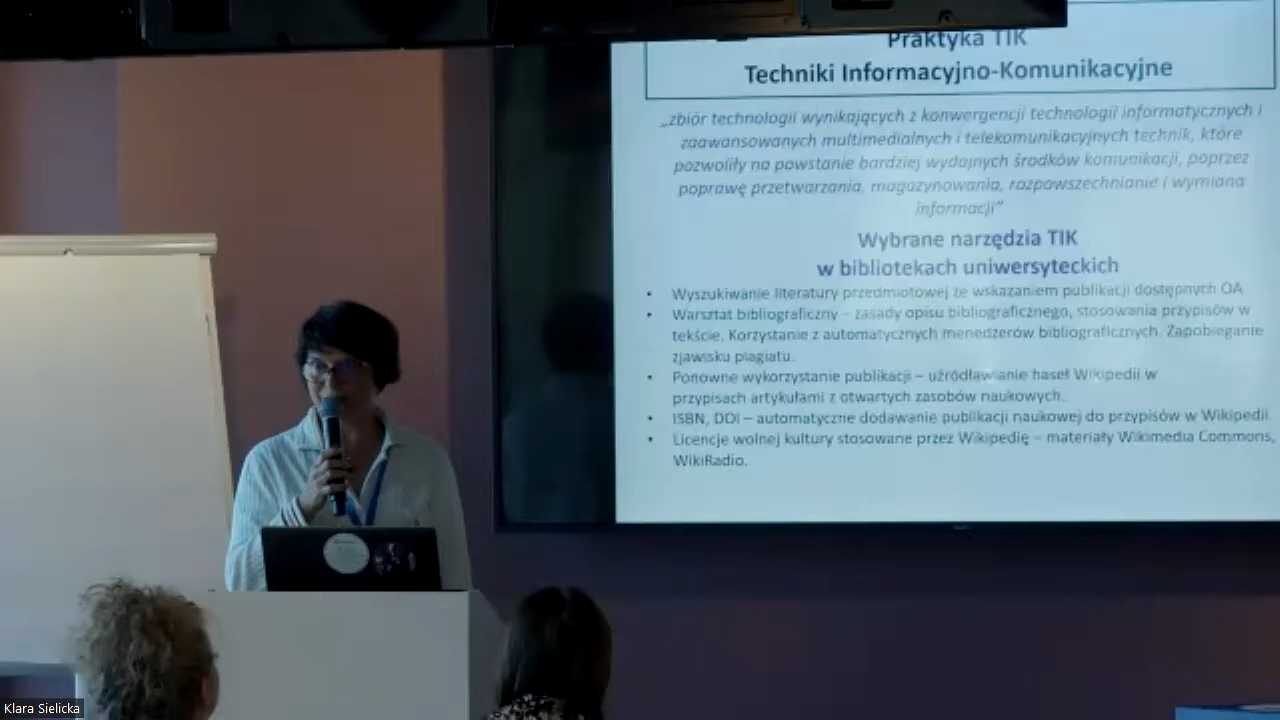 Praktyka TIK
Techniki Informacyjno-Komunikacyjne
„zbiór technologii wynikających z konwergencji technologii informatycznych i
zaawansowanych multimedialnych i telekomunikacyjnych technik, które
pozwoliły na powstanie bardziej wydajnych środków komunikacji, poprzez
poprawę przetwarzania, magazynowania, rozpowszechnianie i wymiana
informacji”
Wybrane narzędzia TIK
w bibliotekach uniwersyteckich
• Wyszukiwanie literatury przedmiotowej ze wskazaniem publikacji dostępnych OA
• Warsztat bibliograficzny – zasady opisu bibliograficznego, stosowania przypisów w
tekście. Korzystanie z automatycznych menedżerów bibliograficznych. Zapobieganie
zjawisku plagiatu.
• Ponowne wykorzystanie publikacji – uźródławianie haseł Wikipedii w
przypisach artykułami z otwartych zasobów naukowych.
• ISBN, DOI – automatyczne dodawanie publikacji naukowej do przypisów w Wikipedii.
• Licencje wolnej kultury stosowane przez Wikipedię – materiały Wikimedia Commons,
WikiRadio.
Klara Sielicka